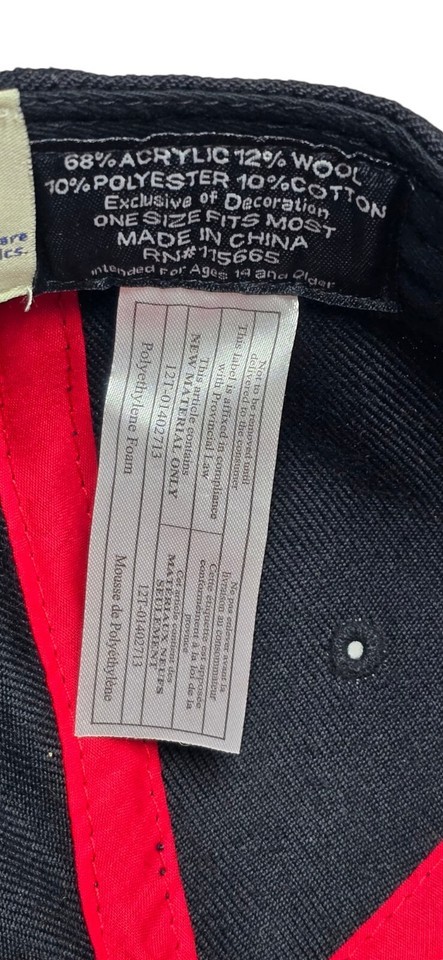 are
ics.
68% ACRYLIC 12% WOOL
10% POLYESTER 10% COTTON
Exclusive of Decoration
ONE SIZE FITS MOST
MADE IN CHINA
RN#115665
Intended For Ages 14 and Older
Not to be removed until
delivered to the consumer
This label is affixed in compliance
with Provincial Law
This article contains
NEW MATERIAL ONLY
12T-01402713
Polyethylene Foam
Ne pas enlever avant la
livraison au consommateur
Cette étiquette est apposée
conformément à la loi de la
province
Cet article contient des
MATÉRIAUX NEUFS
SEULEMENT
12T-01402713
Mousse de Polyéthylène